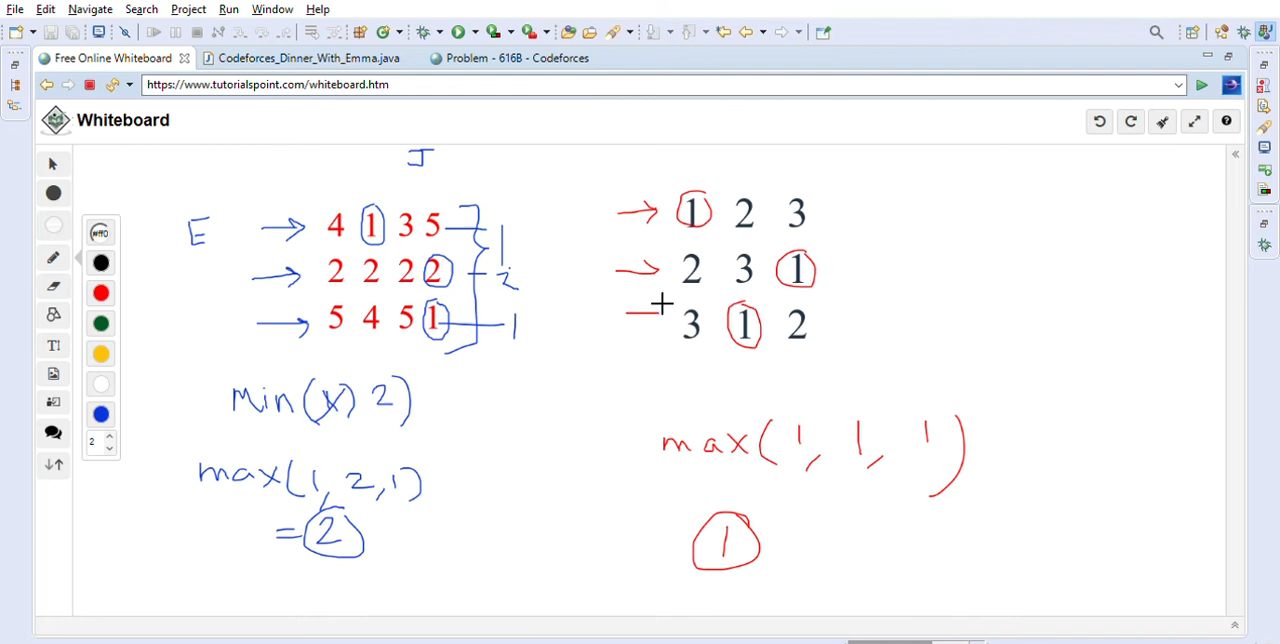 File Edit Navigate Search Project Run Window Help
Free Online Whiteboard Codeforces_Dinner_With_Emma.java Problem - 616B - Codeforces
https://www.tutorialspoint.com/whiteboard.htm
Whiteboard
J
E
4 1 3 5
1
2 2 2 2
2
5 4 5 1
1
1 2 3
2 3 1
3 1 2
#ff0
T
2
Min ( 2)
max(1, 2, 1)
= 2
max(1, 1, 1)
1